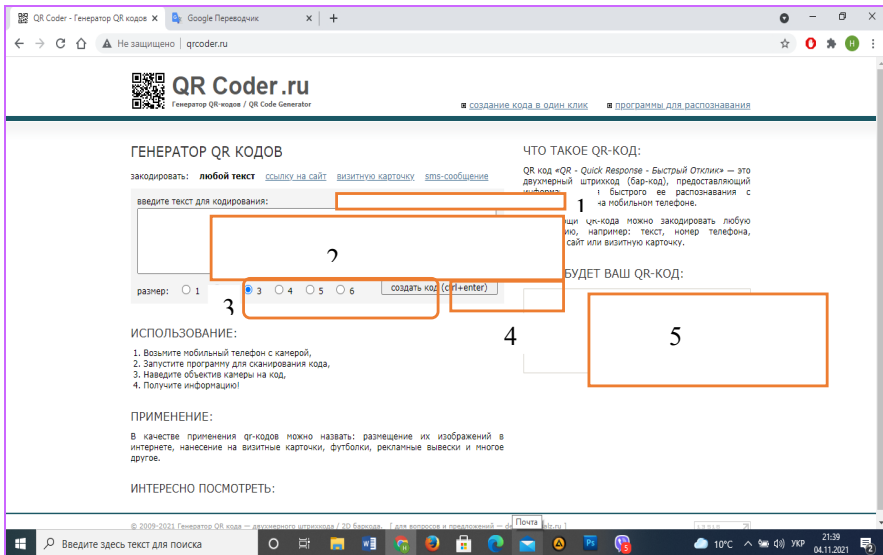 QR Coder - Генератор QR кодов
Google Переводчик
Не защищено | qrcoder.ru
QR Coder.ru
Генератор QR-кодов / QR Code Generator
создание кода в один клик
программы для распознавания
ГЕНЕРАТОР QR КОДОВ
закодировать: любой текст ссылку на сайт визитную карточку sms-сообщение
введите текст для кодирования:
1
2
размер: 1 3 4 5 6
создать код (ctrl+enter)
3
4
ИСПОЛЬЗОВАНИЕ:
1. Возьмите мобильный телефон с камерой,
2. Запустите программу для сканирования кода,
3. Наведите объектив камеры на код,
4. Получите информацию!
ПРИМЕНЕНИЕ:
В качестве применения qr-кодов можно назвать: размещение их изображений в
интернете, нанесение на визитные карточки, футболки, рекламные вывески и многое
другое.
ИНТЕРЕСНО ПОСМОТРЕТЬ:
ЧТО ТАКОЕ QR-КОД:
QR код «QR - Quick Response - Быстрый Отклик» — это
двухмерный штрихкод (бар-код), предоставляющий
быстрого ее распознавания с
на мобильном телефоне.
QR-кода можно закодировать любую
например: текст, номер телефона,
сайт или визитную карточку.
БУДЕТ ВАШ QR-КОД:
5
© 2009-2021 Генератор QR кода — двухмерного штрихкода / 2D баркода. [ для вопросов и предложений —
Почта
Введите здесь текст для поиска
10°C
УКР
21:39
04.11.2021